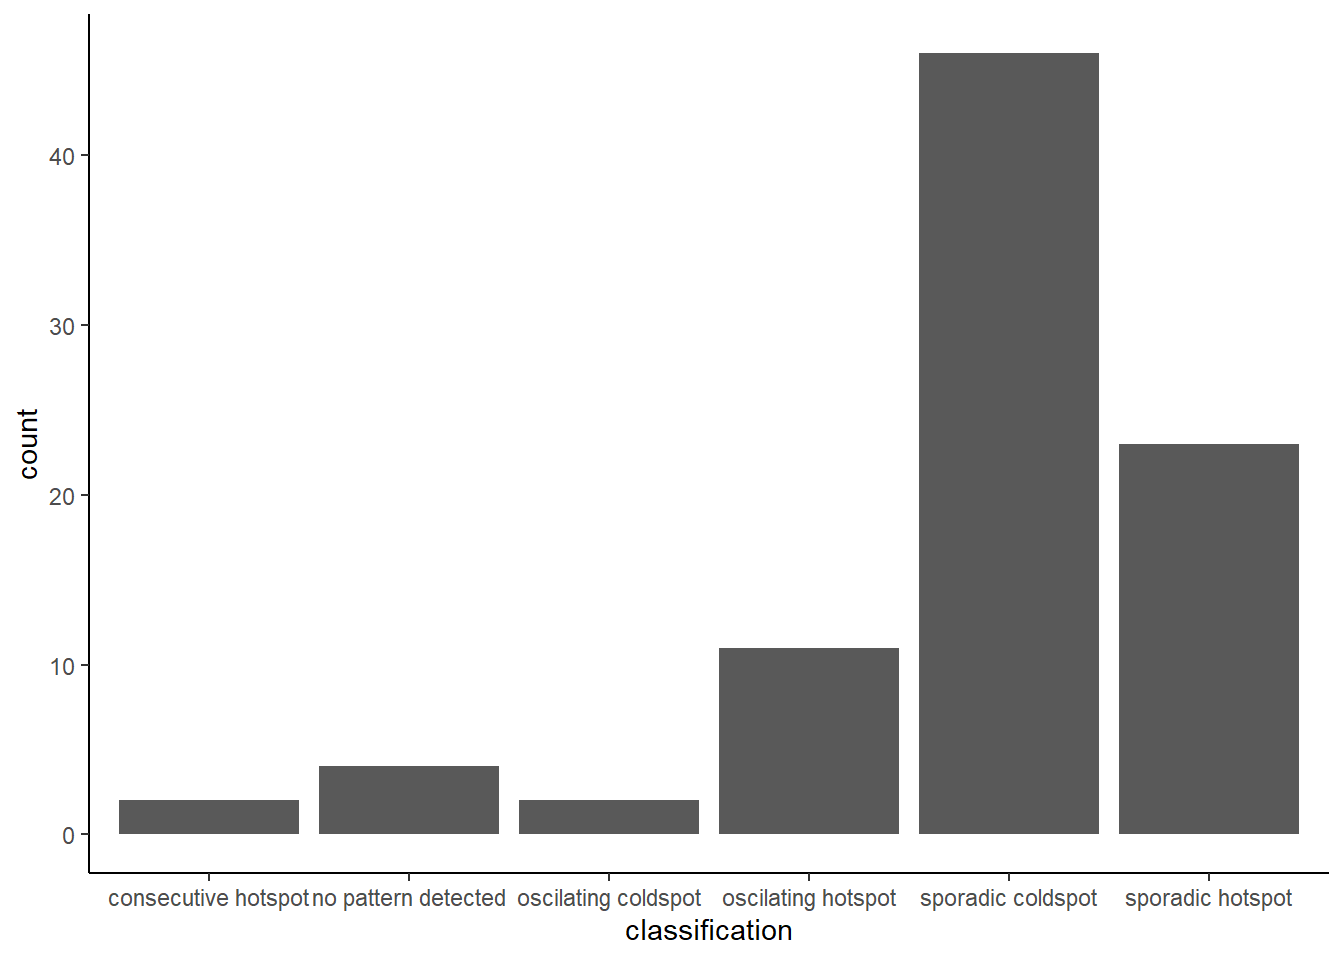 40
30
20
10
0
count
consecutive hotspot no pattern detected oscilating coldspot oscilating hotspot sporadic coldspot sporadic hotspot
classification